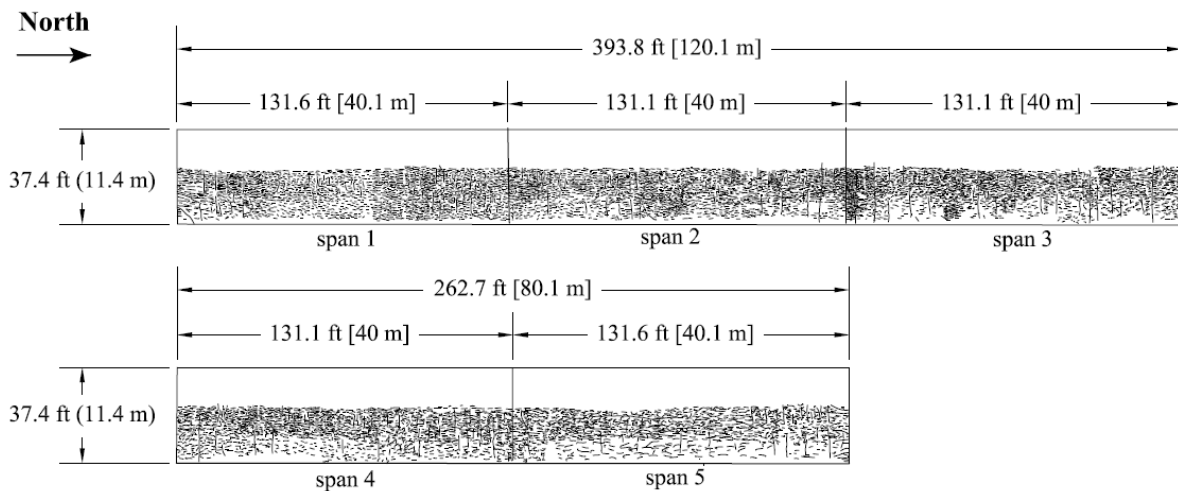 North
393.8 ft [120.1 m]
131.6 ft [40.1 m] 131.1 ft [40 m] 131.1 ft [40 m]
37.4 ft (11.4 m)
span 1 span 2 span 3
262.7 ft [80.1 m]
131.1 ft [40 m] 131.6 ft [40.1 m]
37.4 ft (11.4 m)
span 4 span 5